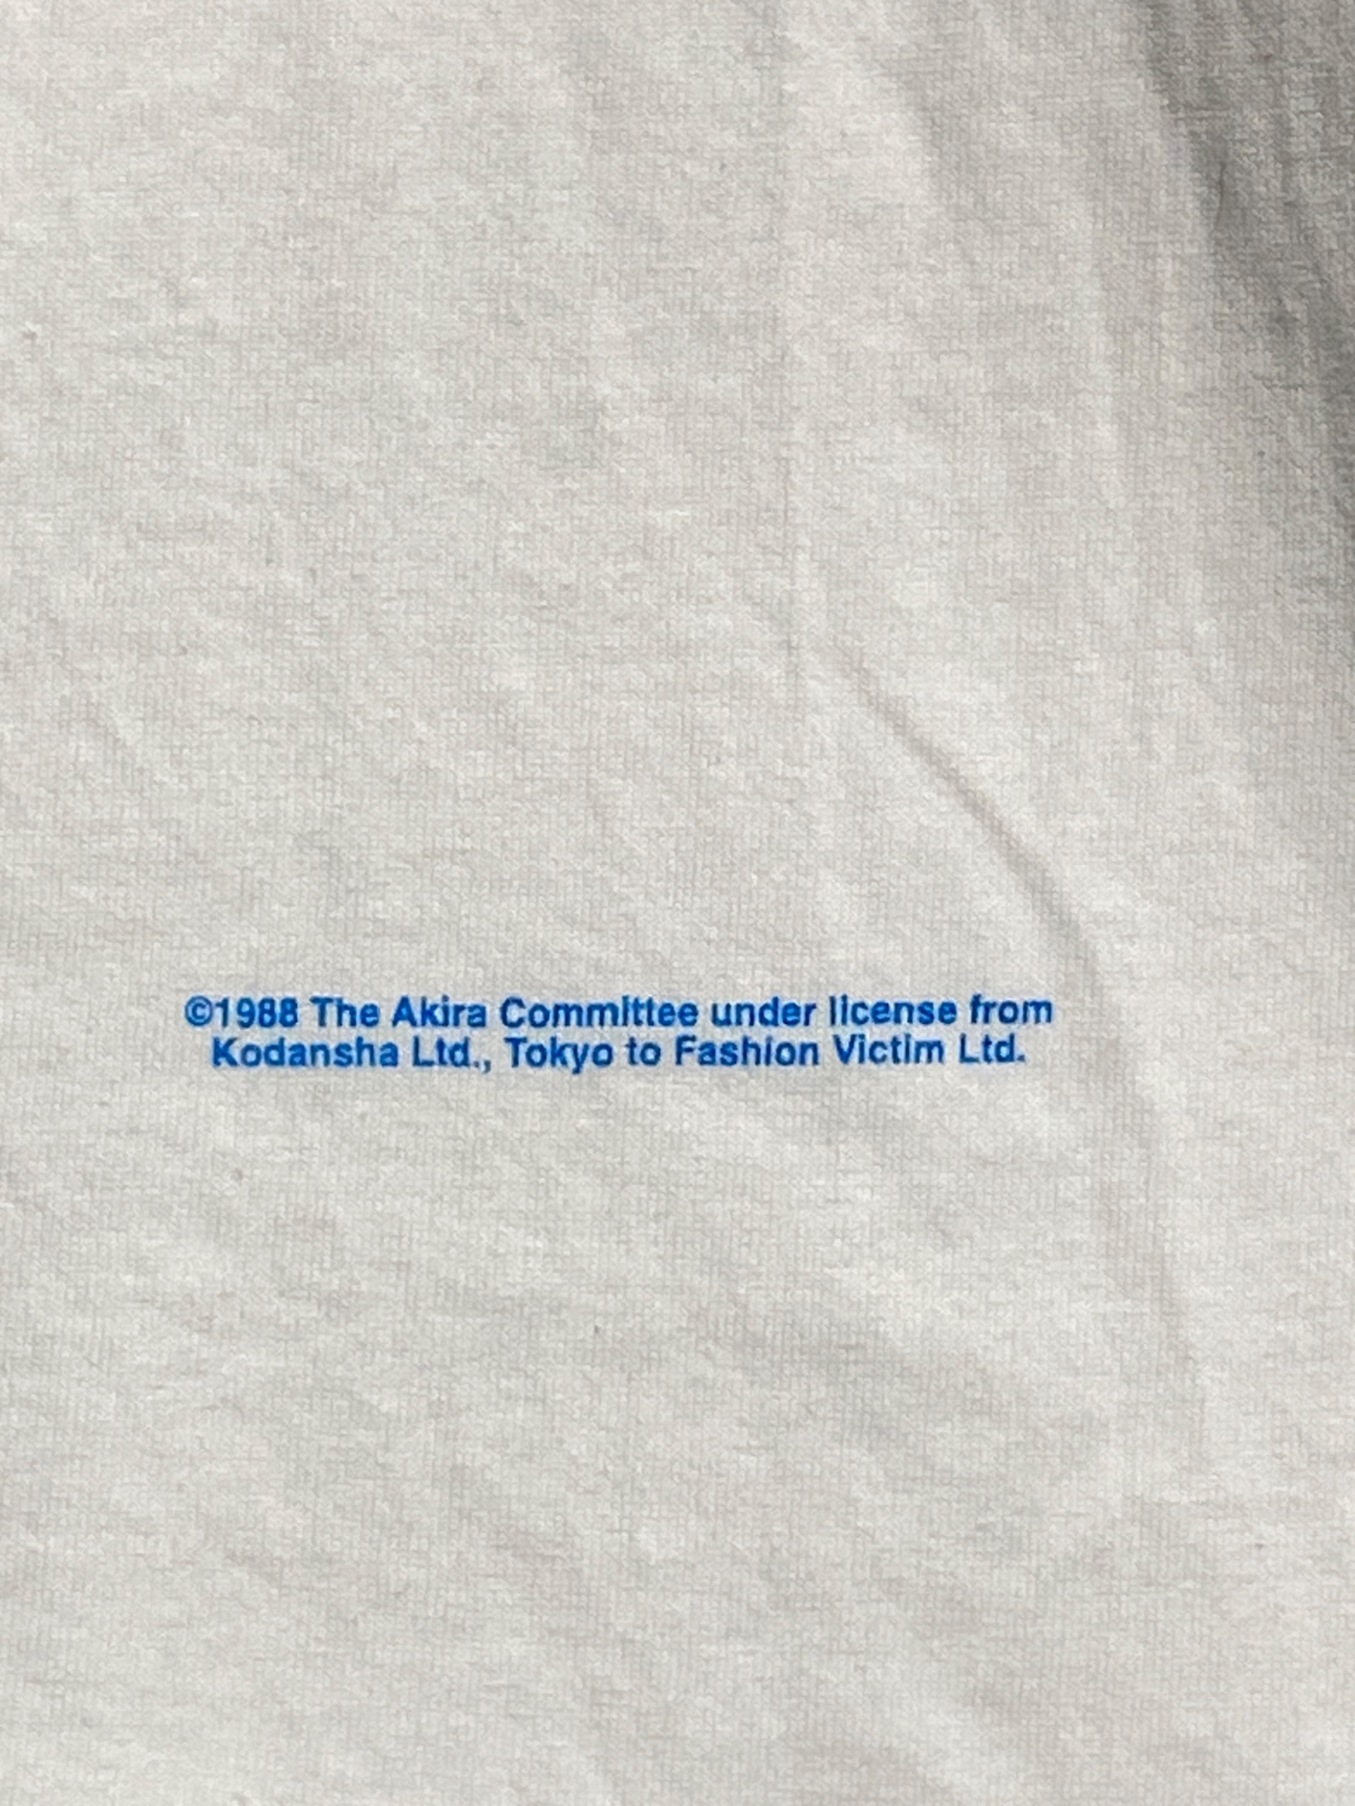 ©1988 The Akira Committee under license from
Kodansha Ltd., Tokyo to Fashion Victim Ltd.